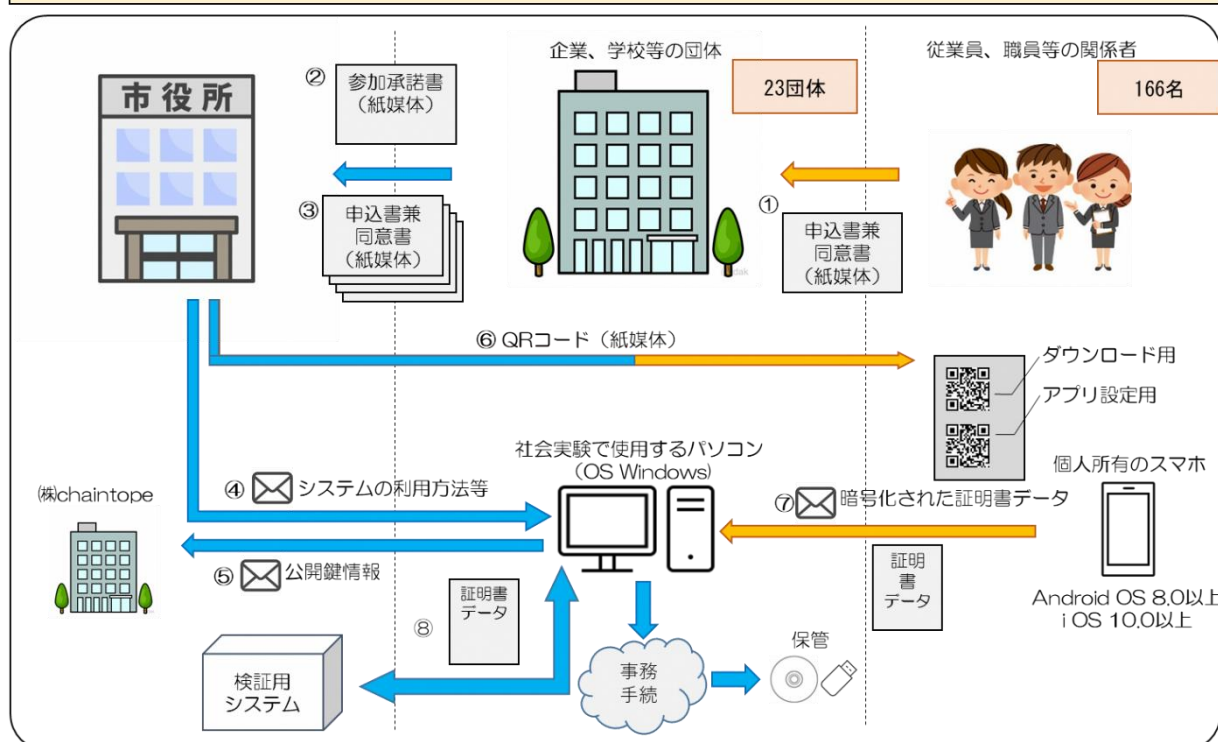 企業、学校等の団体
従業員、職員等の関係者
市役所
②
参加承諾書
(紙媒体)
23団体
166名
③
申込書兼
同意書
(紙媒体)
①
申込書兼
同意書
(紙媒体)
⑥ QRコード(紙媒体)
ダウンロード用
アプリ設定用
社会実験で使用するパソコン
(OS Windows)
個人所有のスマホ
㈱chaintope
④
システムの利用方法等
⑦
暗号化された証明書データ
⑤
公開鍵情報
証明書
データ
⑧
証明
書
データ
Android OS 8.0以上
i OS 10.0以上
検証用
システム
事務
手続
保管